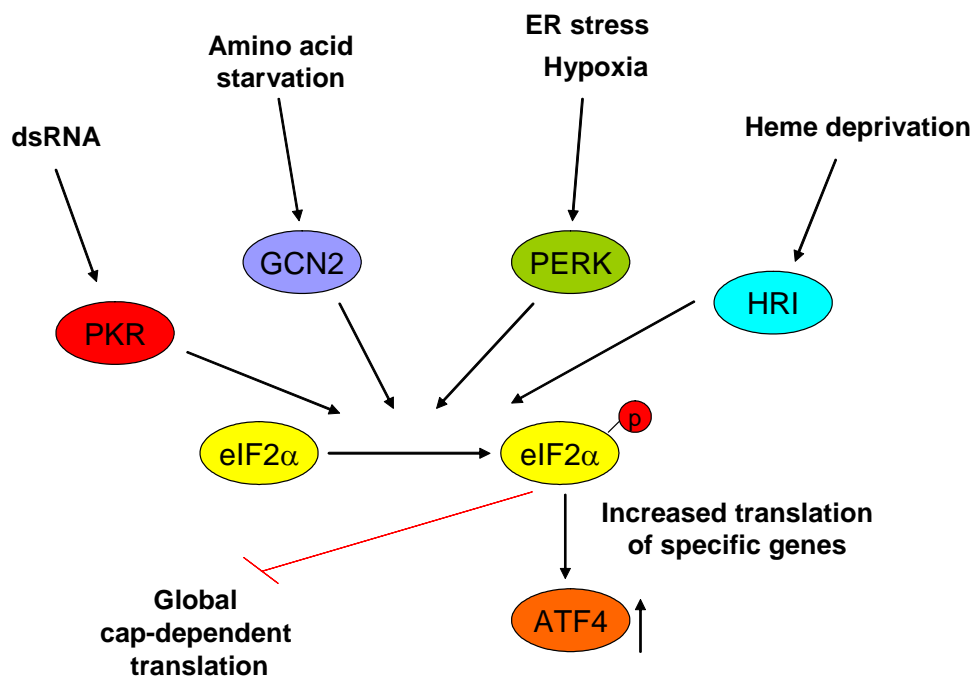 ER stress
Hypoxia
Amino acid
starvation
dsRNA
Heme deprivation
GCN2
PERK
HRI
PKR
eIF2α
eIF2α
p
Increased translation
of specific genes
Global
cap-dependent
translation
ATF4